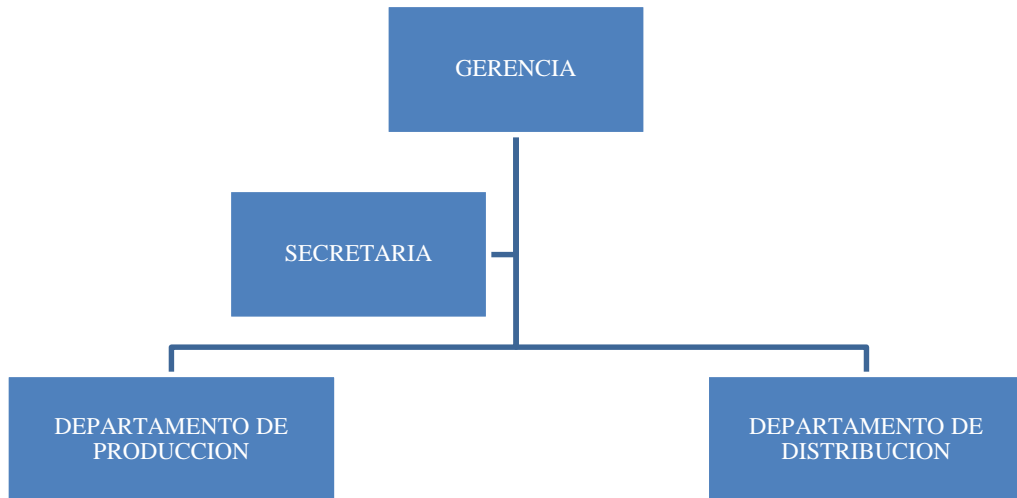 GERENCIA
SECRETARIA
DEPARTAMENTO DE
PRODUCCION
DEPARTAMENTO DE
DISTRIBUCION